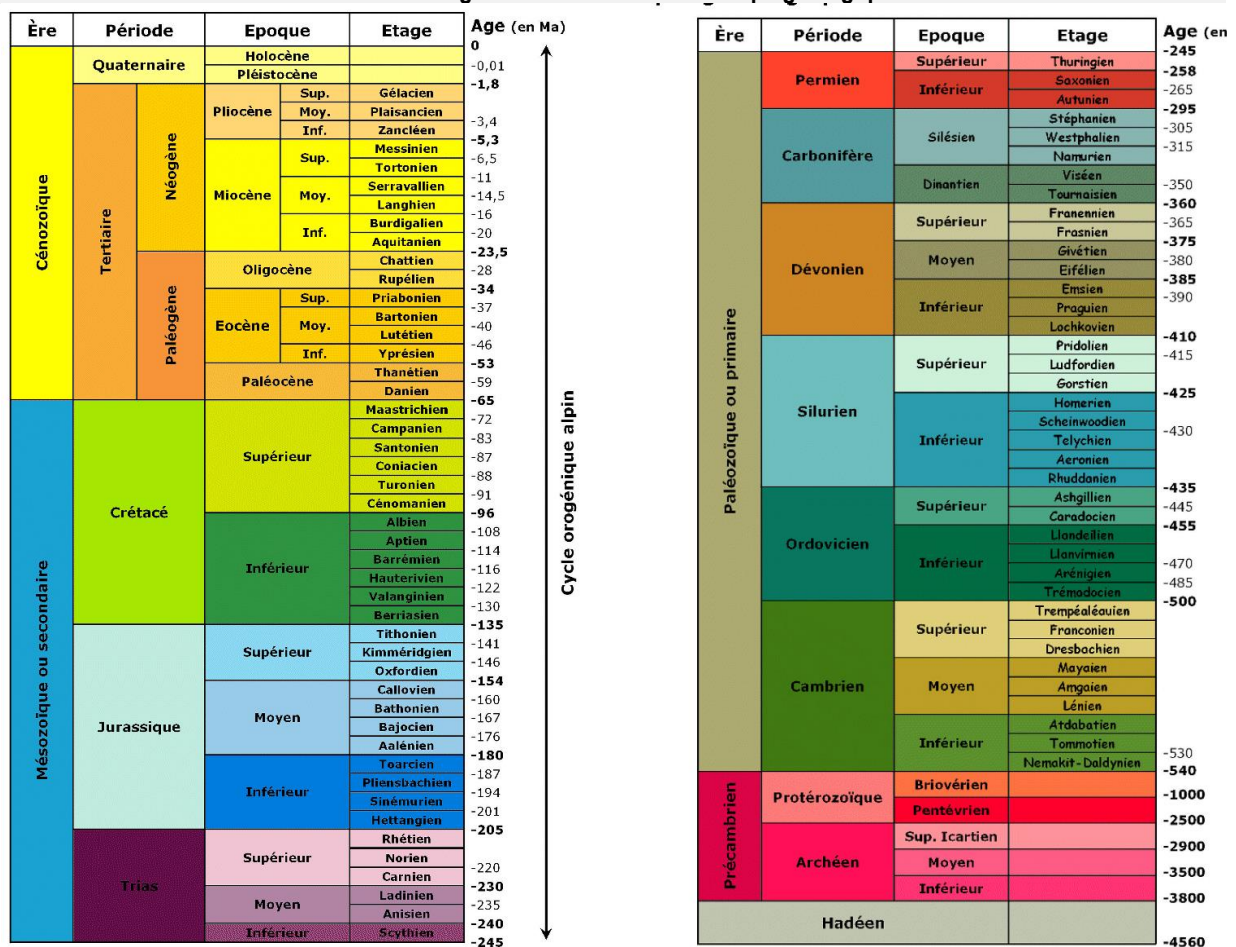 Ère Période Epoque Etage Age (en Ma)
0
Cénozoïque
Quaternaire
Holocène
-0,01
Pléistocène
-1,8
Tertiaire
Néogène
Pliocène
Sup. Gélacien
Moy. Plaisancien
-3,4
Inf. Zancléen
-5,3
Miocène
Sup.
Messinien
-6,5
Tortonien
-11
Moy.
Serravallien
-14,5
Langhien
-16
Inf.
Burdigalien
-20
Aquitanien
-23,5
Paléogène
Oligocène
Chattien
-28
Rupélien
-34
Eocène
Sup. Priabonien
-37
Moy.
Bartonien
-40
Lutétien
-46
Inf. Yprésien
-53
Paléocène
Thanétien
-59
Danien
-65
Mésozoïque ou secondaire
Crétacé
Supérieur
Maastrichien
-72
Campanien
-83
Santonien
-87
Coniacien
-88
Turonien
-91
Cénomanien
-96
Inférieur
Albien
-108
Aptien
-114
Barrémien
-116
Hauterivien
-122
Valanginien
-130
Berriasien
-135
Jurassique
Supérieur
Tithonien
-141
Kimméridgien
-146
Oxfordien
-154
Moyen
Callovien
-160
Bathonien
-167
Bajocien
-176
Aalénien
-180
Inférieur
Toarcien
-187
Pliensbachien
-194
Sinémurien
-201
Hettangien
-205
Trias
Supérieur
Rhétien
Norien
-220
Carnien
-230
Moyen
Ladinien
-235
Anisien
-240
Inférieur Scythien
-245
Cycle orogénique alpin
Ère Période Epoque Etage Age (en
-245
Paléozoïque ou primaire
Permien
Supérieur Thuringien
-258
Inférieur
Saxonien
-265
Autunien
-295
Carbonifère
Silésien
Stéphanien
-305
Westphalien
-315
Namurien
Dinantien
Viséen
-350
Tournaisien
-360
Dévonien
Supérieur
Franennien
-365
Frasnien
-375
Moyen
Givétien
-380
Eifélien
-385
Inférieur
Emsien
-390
Praguien
Lochkovien
-410
Silurien
Supérieur
Pridolien
-415
Ludfordien
Gorstien
-425
Inférieur
Homerien
Scheinwoodien
-430
Telychien
Aeronien
Rhuddanien
-435
Ordovicien
Supérieur
Ashgillien
-445
Caradocien
-455
Inférieur
Llandeilien
Llanvirnien
-470
Arénigien
-485
Trémadocien
-500
Cambrien
Supérieur
Trempéaléauien
Franconien
Dresbachien
Moyen
Mayaien
Amgaien
Lénien
Inférieur
Atdabatien
Tommotien
-530
Nemakit-Daldynien
-540
Précambrien
Protérozoïque
Briovérien
-1000
Pentévrien
-2500
Archéen
Sup. Icartien
-2900
Moyen
-3500
Inférieur
-3800
Hadéen
-4560